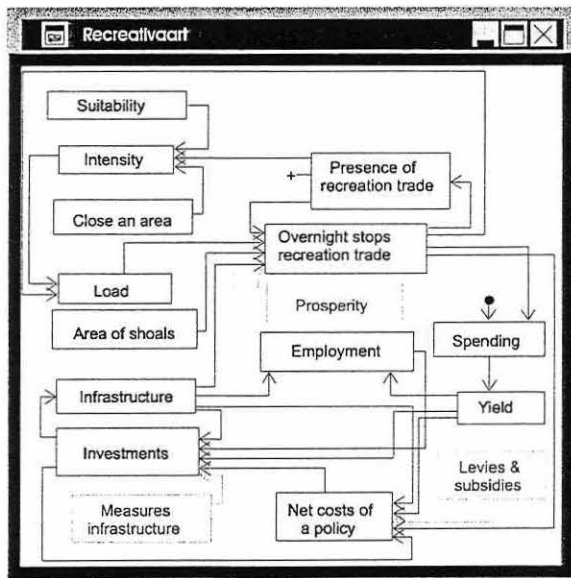 Recreativaart
Suitability
Intensity
Presence of
recreation trade
+
Close an area
Overnight stops
recreation trade
Load
Prosperity
Area of shoals
Employment
Spending
Infrastructure
Yield
Investments
Levies &
subsidies
Measures
infrastructure
Net costs of
a policy